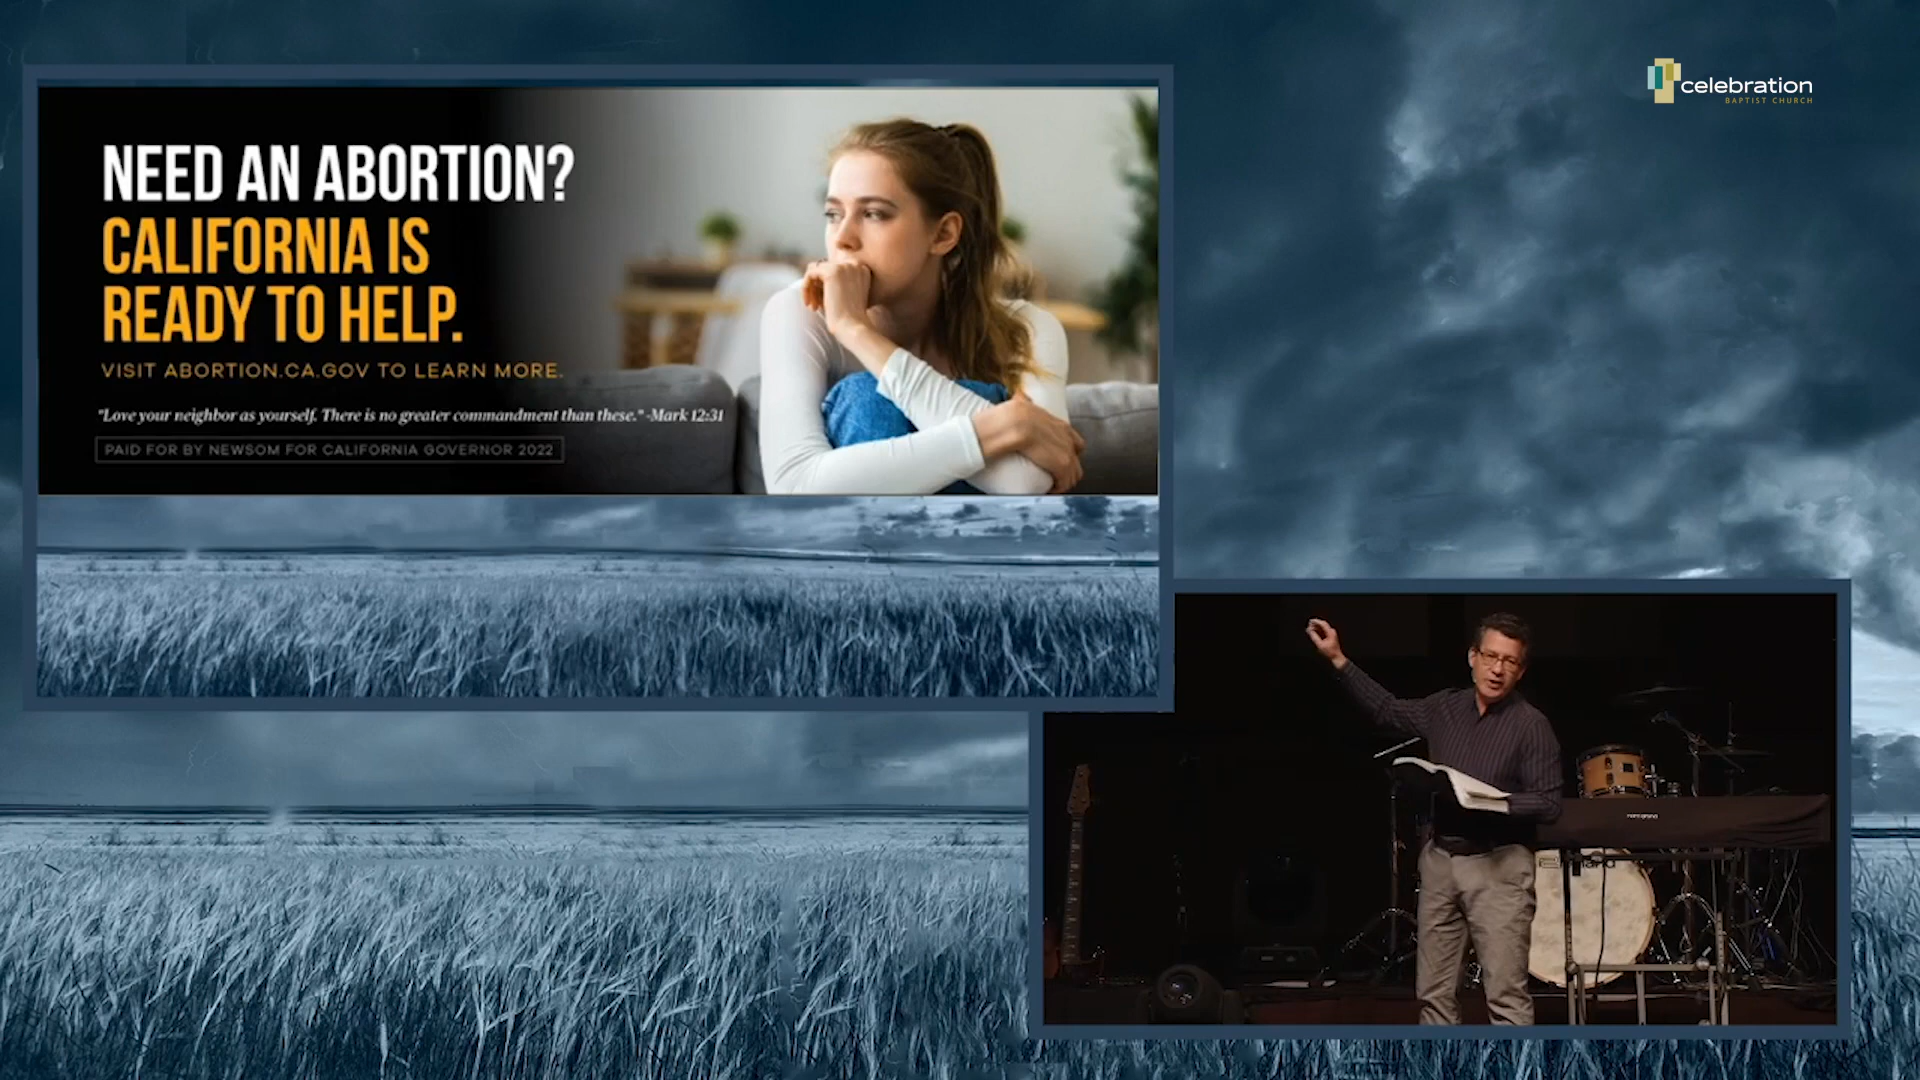 NEED AN ABORTION?
CALIFORNIA IS
READY TO HELP.
VISIT ABORTION.CA.GOV TO LEARN MORE.
"Love your neighbor as yourself. There is no greater commandment than these." -Mark 12:31
PAID FOR BY NEWSOM FOR CALIFORNIA GOVERNOR 2022
celebration
BAPTIST CHURCH